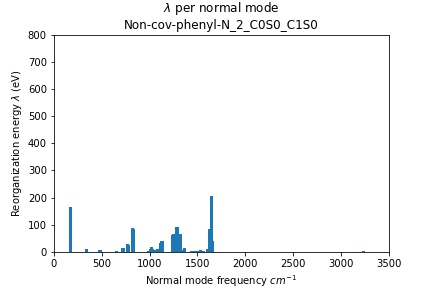 λ per normal mode
Non-cov-phenyl-N_2_C0S0_C1S0
Reorganization energy λ (eV)
800
700
600
500
400
300
200
100
0
0 500 1000 1500 2000 2500 3000 3500
Normal mode frequency cm⁻¹